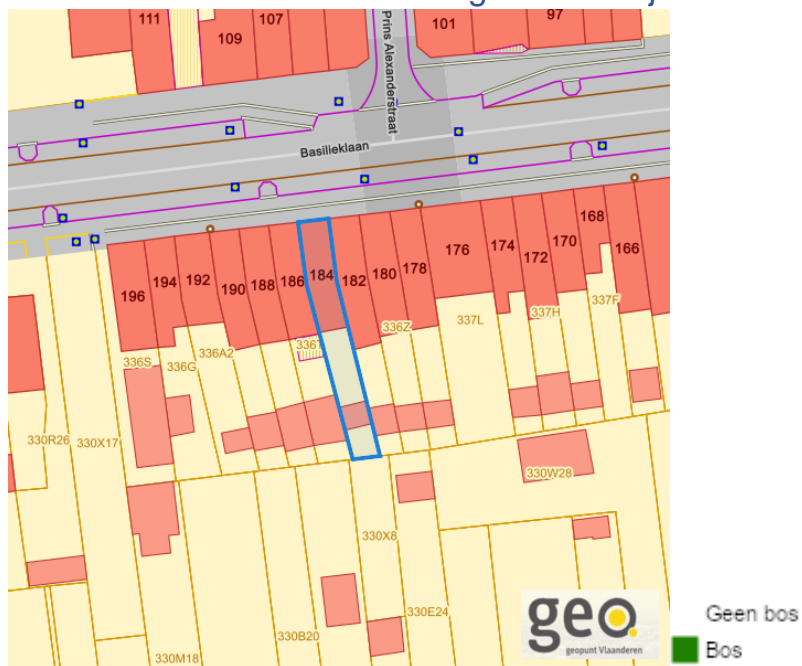 111
107
109
101
97
Prins Alexanderstraat
Basilieklaan
196
194
192
190
188
186
184
182
180
178
176
174
172
170
168
166
336S
336G
336A2
336Z
337L
337H
337F
330R26
330X17
330W28
330X8
330E24
330B20
330M18
geo.
geopunt Vlaanderen
Geen bos
Bos